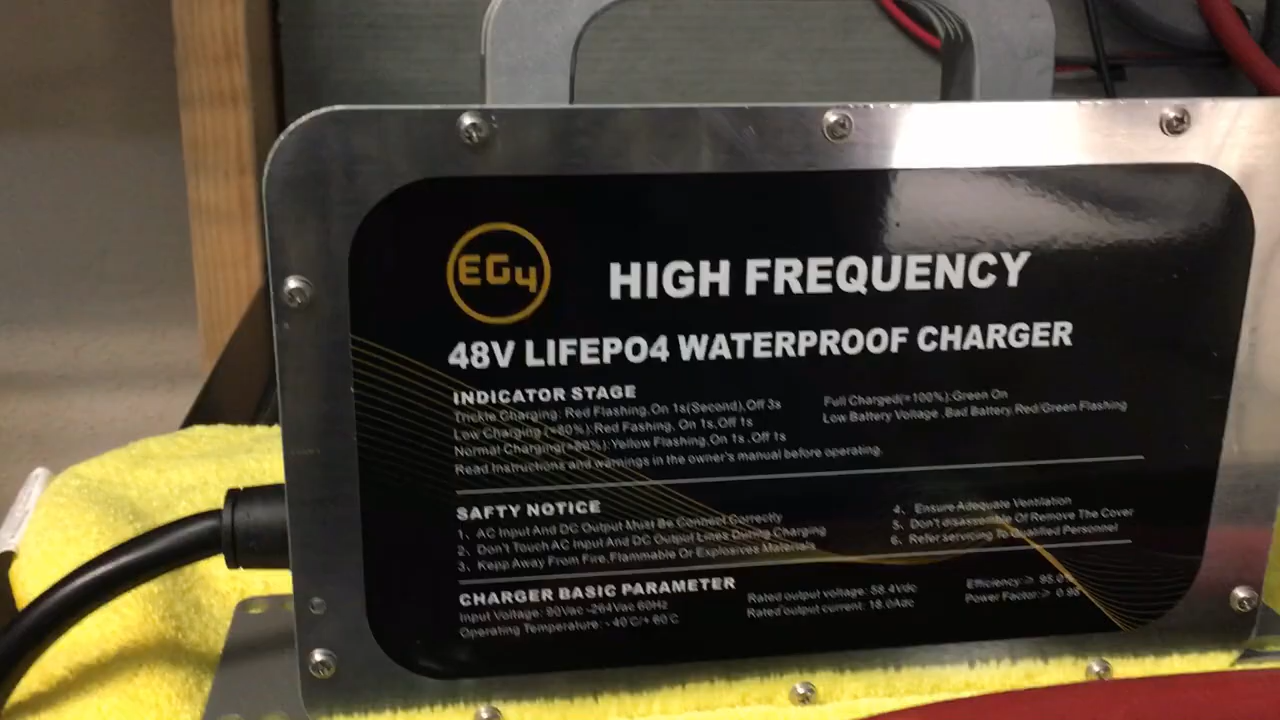 EG4
HIGH FREQUENCY
48V LIFEPO4 WATERPROOF CHARGER
INDICATOR STAGE
Trickle Charging: Red Flashing,On 1s(Second),Off 3s
Low Charging (<80%):Red Fashing, On 1s,Off 1s
Normal Charging(>80%):Yellow Flashing,On 1s .Off 1s
Full Charged(=100%):Green On
Low Battery Voltage ,Bad Battery,Red/Green Flashing
Read Instructions and warnings in the owner's manual before operating.
SAFTY NOTICE
1、AC Input And DC Output Must Be Connect Correctly
2、Don't Touch AC Input And DC Output Lines During Charging
3、Keep Away From Fire,Flammable Or Explosives Materials
4、Ensure Adequate Ventilation
5、Don't disassemble Of Remove The Cover
6、Refer servicing To Qualified Personnel
CHARGER BASIC PARAMETER
Input Voltage: 90Vac -264Vac 60Hz
Operating Temperature: - 40℃/+ 60℃
Rated output voltage: 58.4Vdc
Rated output current: 18.0Adc
Efficiency:≥ 95.0%
Power Factor:≥ 0.98